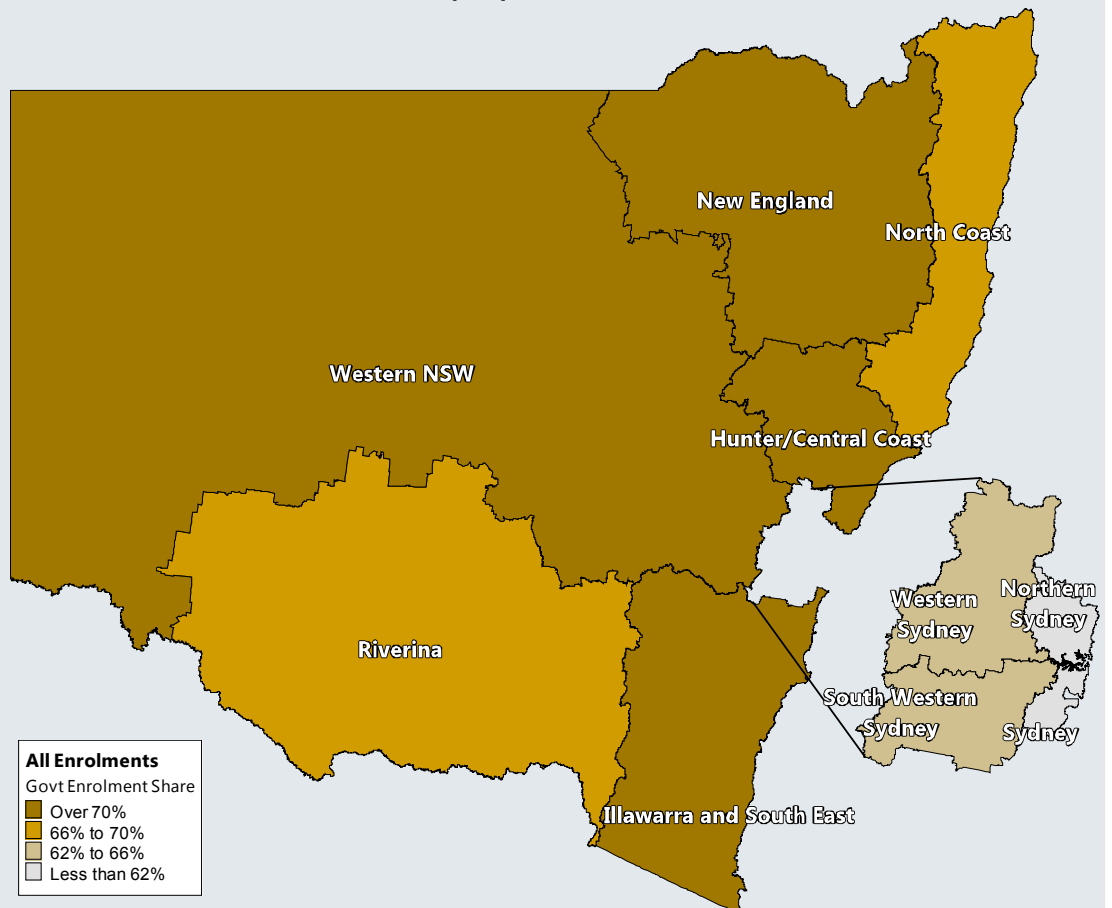 New England
North Coast
Western NSW
Hunter/Central Coast
Western
Sydney
Northern
Sydney
Riverina
South Western
Sydney
Sydney
Illawarra and South East
All Enrolments
Govt Enrolment Share
Over 70%
66% to 70%
62% to 66%
Less than 62%